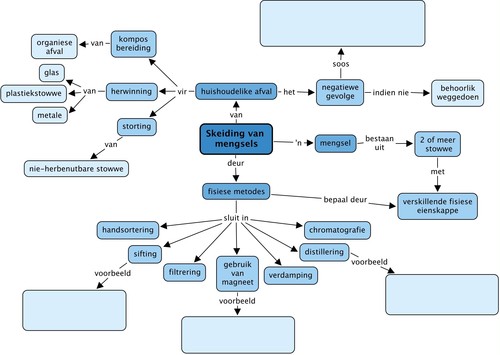 kompos
bereiding
van
organiese
afval
soos
glas
plastiekstowwe
van
herwinning
vir
huishoudelike afval
het
negatiewe
gevolge
indien nie
behoorlik
weggedoen
metale
storting
van
Skeiding van
mengsels
'n
mengsel
bestaan
uit
2 of meer
stowwe
van
deur
nie-herbenutbare stowwe
met
fisiese metodes
bepaal deur
verskillende fisiese
eienskappe
sluit in
handsortering
chromatografie
sifting
distillering
voorbeeld
filtrering
gebruik
van
magneet
verdamping
voorbeeld
voorbeeld